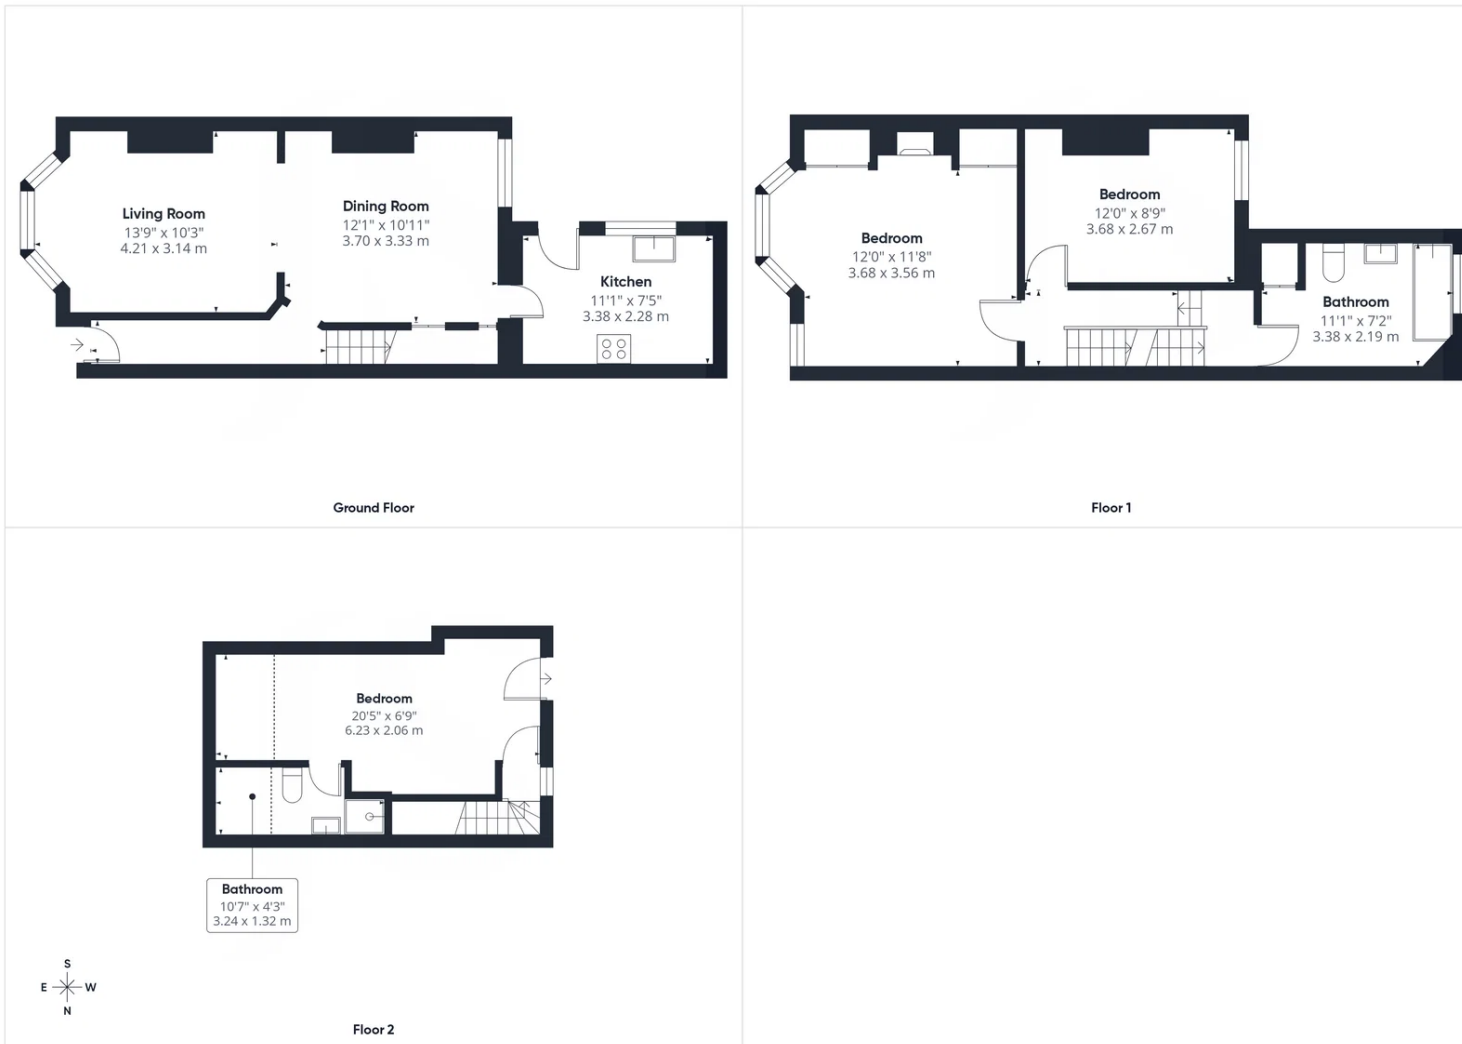 Living Room
13'9" x 10'3"
4.21 x 3.14 m
Dining Room
12'1" x 10'11"
3.70 x 3.33 m
Kitchen
11'1" x 7'5"
3.38 x 2.28 m
Ground Floor
Bedroom
12'0" x 11'8"
3.68 x 3.56 m
Bedroom
12'0" x 8'9"
3.68 x 2.67 m
Bathroom
11'1" x 7'2"
3.38 x 2.19 m
Floor 1
Bedroom
20'5" x 6'9"
6.23 x 2.06 m
Bathroom
10'7" x 4'3"
3.24 x 1.32 m
S
E W
N
Floor 2